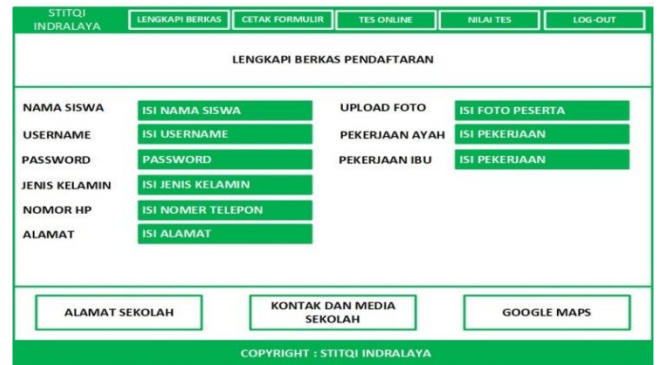 STITQI
INDRALAYA
LENGKAPI BERKAS
CETAK FORMULIR
TES ONLINE
NILAI TES
LOG-OUT
LENGKAPI BERKAS PENDAFTARAN
NAMA SISWA ISI NAMA SISWA
USERNAME ISI USERNAME
PASSWORD PASSWORD
JENIS KELAMIN ISI JENIS KELAMIN
NOMOR HP ISI NOMER TELEPON
ALAMAT ISI ALAMAT
UPLOAD FOTO ISI FOTO PESERTA
PEKERJAAN AYAH ISI PEKERJAAN
PEKERJAAN IBU ISI PEKERJAAN
ALAMAT SEKOLAH
KONTAK DAN MEDIA
SEKOLAH
GOOGLE MAPS
COPYRIGHT : STITQI INDRALAYA